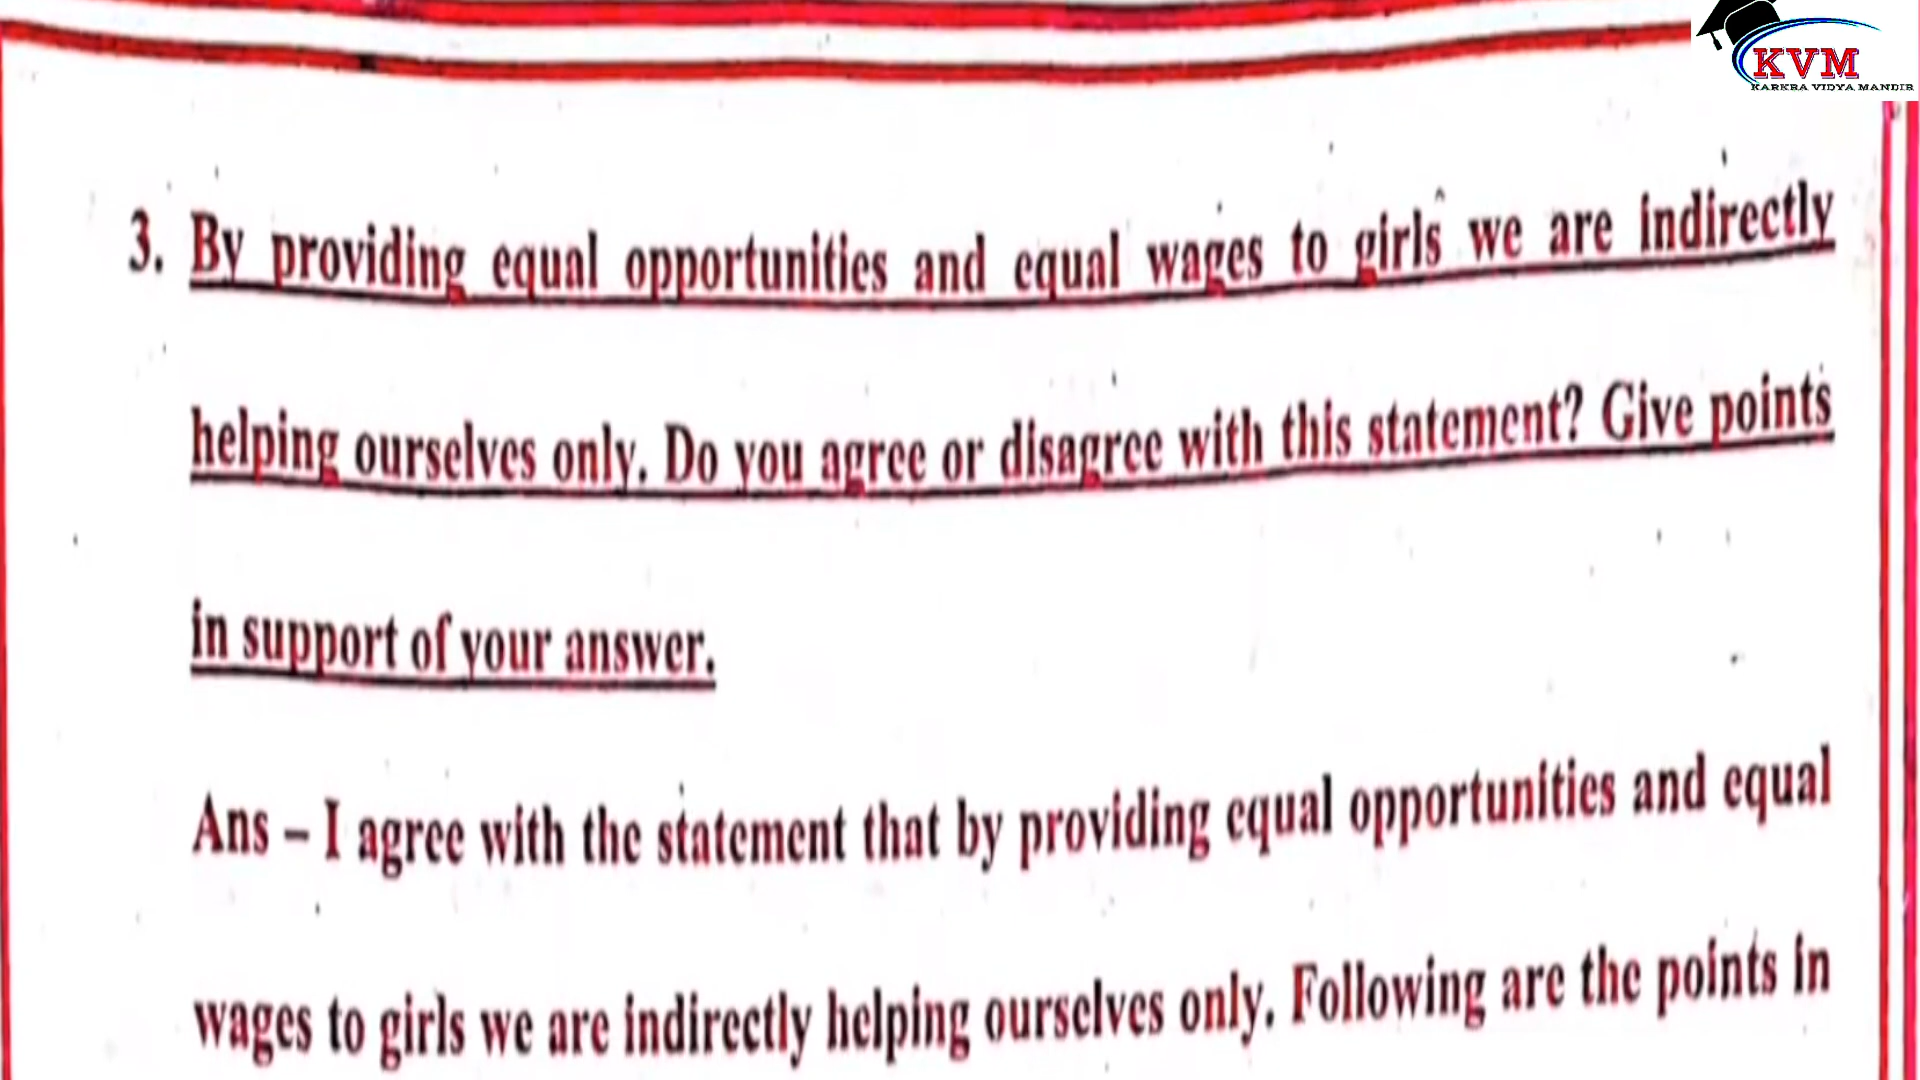 KVM
KARKRA VIDYA MANDIR
3. By providing equal opportunities and equal wages to girls we are indirectly
helping ourselves only. Do you agree or disagree with this statement? Give points
in support of your answer.
Ans – I agree with the statement that by providing equal opportunities and equal
wages to girls we are indirectly helping ourselves only. Following are the points in